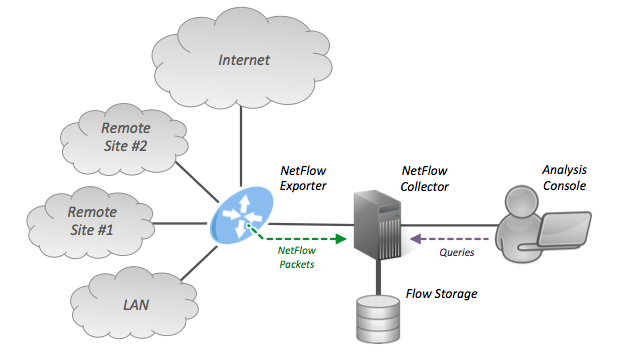 Internet
Remote
Site #2
Remote
Site #1
LAN
NetFlow
Exporter
NetFlow
Collector
Analysis
Console
NetFlow
Packets
Queries
Flow Storage